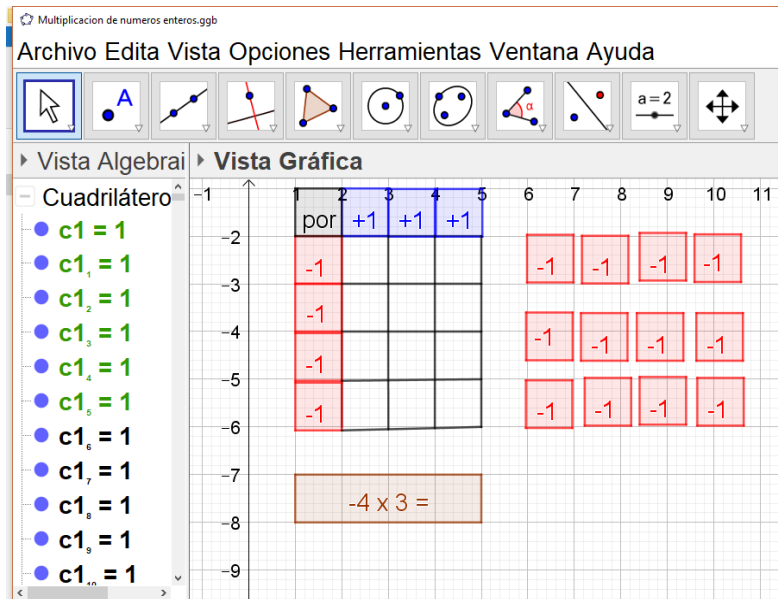 Multiplicacion de numeros enteros.ggb
Archivo Edita Vista Opciones Herramientas Ventana Ayuda
A α a = 2
Vista Algebrai Vista Gráfica
Cuadrilátero
c1 = 1
c1₁ = 1
c1₂ = 1
c1₃ = 1
c1₄ = 1
c1₅ = 1
c1₆ = 1
c1₇ = 1
c1₈ = 1
c1₉ = 1
c1₁₀ = 1
−1 1 2 3 4 5 6 7 8 9 10 11
por +1 +1 +1
−2
-1 -1 -1 -1 -1
−3
-1
−4
-1 -1 -1 -1
-1
−5
-1 -1 -1 -1 -1
−6
−7
-4 x 3 =
−8
−9